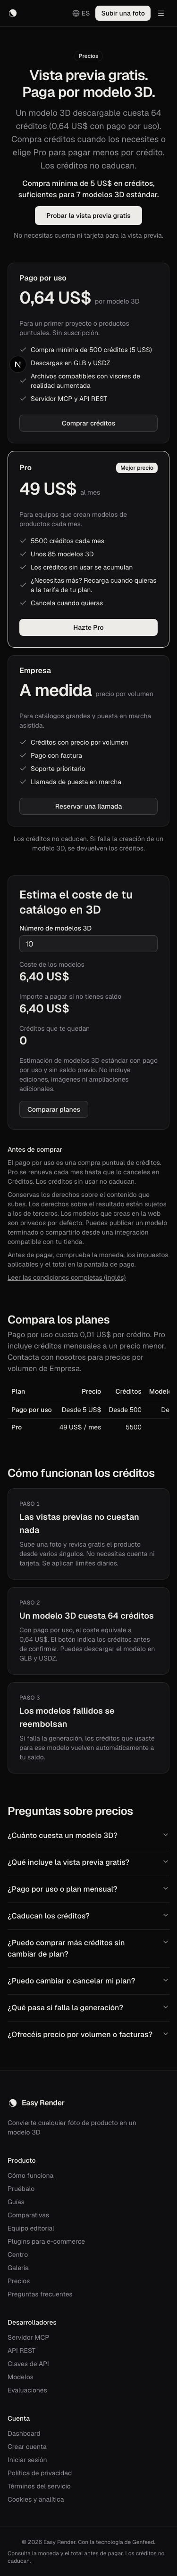 ES
Subir una foto
Precios
Vista previa gratis.
Paga por modelo 3D.
Un modelo 3D descargable cuesta 64
créditos (0,64 US$ con pago por uso).
Compra créditos cuando los necesites o
elige Pro para pagar menos por crédito.
Los créditos no caducan.
Compra mínima de 5 US$ en créditos,
suficientes para 7 modelos 3D estándar.
Probar la vista previa gratis
No necesitas cuenta ni tarjeta para la vista previa.
Pago por uso
0,64 US$ por modelo 3D
Para un primer proyecto o productos
puntuales. Sin suscripción.
Compra mínima de 500 créditos (5 US$)
Descargas en GLB y USDZ
Archivos compatibles con visores de
realidad aumentada
Servidor MCP y API REST
Comprar créditos
N
Pro
Mejor precio
49 US$ al mes
Para equipos que crean modelos de
productos cada mes.
5500 créditos cada mes
Unos 85 modelos 3D
Los créditos sin usar se acumulan
¿Necesitas más? Recarga cuando quieras
a la tarifa de tu plan.
Cancela cuando quieras
Hazte Pro
Empresa
A medida precio por volumen
Para catálogos grandes y puesta en marcha
asistida.
Créditos con precio por volumen
Pago con factura
Soporte prioritario
Llamada de puesta en marcha
Reservar una llamada
Los créditos no caducan. Si falla la creación de un
modelo 3D, se devuelven los créditos.
Estima el coste de tu
catálogo en 3D
Número de modelos 3D
10
Coste de los modelos
6,40 US$
Importe a pagar si no tienes saldo
6,40 US$
Créditos que te quedan
0
Estimación de modelos 3D estándar con pago
por uso y sin saldo previo. No incluye
ediciones, imágenes ni ampliaciones
adicionales.
Comparar planes
Antes de comprar
El pago por uso es una compra puntual de créditos.
Pro se renueva cada mes hasta que lo canceles en
Créditos. Los créditos sin usar no caducan.
Conservas los derechos sobre el contenido que
subes. Los derechos sobre el resultado están sujetos
a los de terceros. Los modelos que creas en la web
son privados por defecto. Puedes publicar un modelo
terminado o compartirlo desde una integración
compatible con tu tienda.
Antes de pagar, comprueba la moneda, los impuestos
aplicables y el total en la pantalla de pago.
Leer las condiciones completas (inglés)
Compara los planes
Pago por uso cuesta 0,01 US$ por crédito. Pro
incluye créditos mensuales a un precio menor.
Contacta con nosotros para precios por
volumen de Empresa.
Plan Precio Créditos Modelo
Pago por uso Desde 5 US$ Desde 500 De
Pro 49 US$ / mes 5500
Cómo funcionan los créditos
PASO 1
Las vistas previas no cuestan
nada
Sube una foto y revisa gratis el producto
desde varios ángulos. No necesitas cuenta ni
tarjeta. Se aplican límites diarios.
PASO 2
Un modelo 3D cuesta 64 créditos
Con pago por uso, el coste equivale a
0,64 US$. El botón indica los créditos antes
de confirmar. Puedes descargar el modelo en
GLB y USDZ.
PASO 3
Los modelos fallidos se
reembolsan
Si falla la generación, los créditos que usaste
para ese modelo vuelven automáticamente a
tu saldo.
Preguntas sobre precios
¿Cuánto cuesta un modelo 3D?
¿Qué incluye la vista previa gratis?
¿Pago por uso o plan mensual?
¿Caducan los créditos?
¿Puedo comprar más créditos sin
cambiar de plan?
¿Puedo cambiar o cancelar mi plan?
¿Qué pasa si falla la generación?
¿Ofrecéis precio por volumen o facturas?
Easy Render
Convierte cualquier foto de producto en un
modelo 3D
Producto
Cómo funciona
Pruébalo
Guías
Comparativas
Equipo editorial
Plugins para e-commerce
Centro
Galería
Precios
Preguntas frecuentes
Desarrolladores
Servidor MCP
API REST
Claves de API
Modelos
Evaluaciones
Cuenta
Dashboard
Crear cuenta
Iniciar sesión
Política de privacidad
Términos del servicio
Cookies y analítica
© 2026 Easy Render. Con la tecnología de Genfeed.
Consulta la moneda y el total antes de pagar. Los créditos no
caducan.